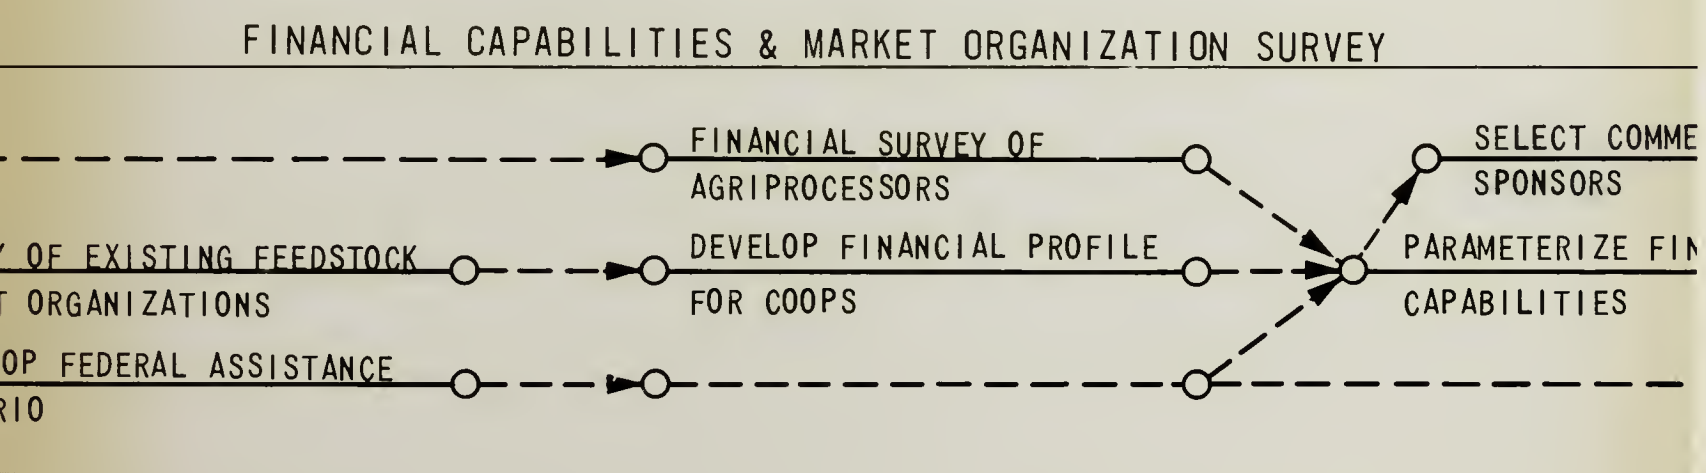 FINANCIAL CAPABILITIES & MARKET ORGANIZATION SURVEY
FINANCIAL SURVEY OF
AGRIPROCESSORS
SELECT COMME
SPONSORS
Y OF EXISTING FEEDSTOCK
T ORGANIZATIONS
DEVELOP FINANCIAL PROFILE
FOR COOPS
PARAMETERIZE FIN
CAPABILITIES
OP FEDERAL ASSISTANCE
RIO